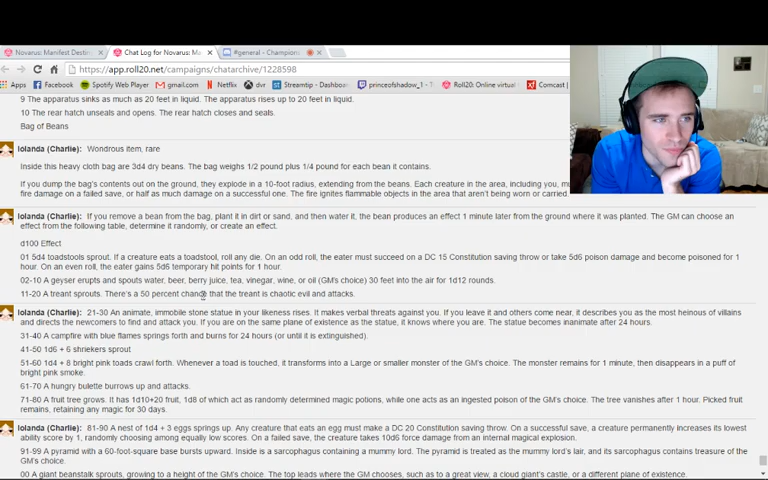 Novarus: Manifest Destin
Chat Log for Novarus: Ma
#general - Champions
https://app.roll20.net/campaigns/chatarchive/1228598
Apps Facebook Spotify Web Player gmail.com Netflix dvr Streamtip - Dashboa princeofshadow_1 - T Roll20: Online virtual Comcast
9 The apparatus sinks as much as 20 feet in liquid. The apparatus rises up to 20 feet in liquid.
10 The rear hatch unseals and opens. The rear hatch closes and seals.
Bag of Beans
Iolanda (Charlie): Wondrous item, rare
Inside this heavy cloth bag are 3d4 dry beans. The bag weighs 1/2 pound plus 1/4 pound for each bean it contains.
If you dump the bag's contents out on the ground, they explode in a 10-foot radius, extending from the beans. Each creature in the area, including you, m
fire damage on a failed save, or half as much damage on a successful one. The fire ignites flammable objects in the area that aren't being worn or carried.
Iolanda (Charlie): If you remove a bean from the bag, plant it in dirt or sand, and then water it, the bean produces an effect 1 minute later from the ground where it was planted. The GM can choose an
effect from the following table, determine it randomly, or create an effect.
d100 Effect
01 5d4 toadstools sprout. If a creature eats a toadstool, roll any die. On an odd roll, the eater must succeed on a DC 15 Constitution saving throw or take 5d6 poison damage and become poisoned for 1
hour. On an even roll, the eater gains 5d6 temporary hit points for 1 hour.
02-10 A geyser erupts and spouts water, beer, berry juice, tea, vinegar, wine, or oil (GM's choice) 30 feet into the air for 1d12 rounds.
11-20 A treant sprouts. There's a 50 percent chance that the treant is chaotic evil and attacks.
Iolanda (Charlie): 21-30 An animate, immobile stone statue in your likeness rises. It makes verbal threats against you. If you leave it and others come near, it describes you as the most heinous of villains
and directs the newcomers to find and attack you. If you are on the same plane of existence as the statue, it knows where you are. The statue becomes inanimate after 24 hours.
31-40 A campfire with blue flames springs forth and burns for 24 hours (or until it is extinguished).
41-50 1d6 + 6 shriekers sprout
51-60 1d4 + 8 bright pink toads crawl forth. Whenever a toad is touched, it transforms into a Large or smaller monster of the GM's choice. The monster remains for 1 minute, then disappears in a puff of
bright pink smoke.
61-70 A hungry bulette burrows up and attacks.
71-80 A fruit tree grows. It has 1d10+20 fruit, 1d8 of which act as randomly determined magic potions, while one acts as an ingested poison of the GM's choice. The tree vanishes after 1 hour. Picked fruit
remains, retaining any magic for 30 days.
Iolanda (Charlie): 81-90 A nest of 1d4 + 3 eggs springs up. Any creature that eats an egg must make a DC 20 Constitution saving throw. On a successful save, a creature permanently increases its lowest
ability score by 1, randomly choosing among equally low scores. On a failed save, the creature takes 10d6 force damage from an internal magical explosion.
91-99 A pyramid with a 60-foot-square base bursts upward. Inside is a sarcophagus containing a mummy lord. The pyramid is treated as the mummy lord's lair, and its sarcophagus contains treasure of the
GM's choice.
00 A giant beanstalk sprouts, growing to a height of the GM's choice. The top leads where the GM chooses, such as to a great view, a cloud giant's castle, or a different plane of existence.